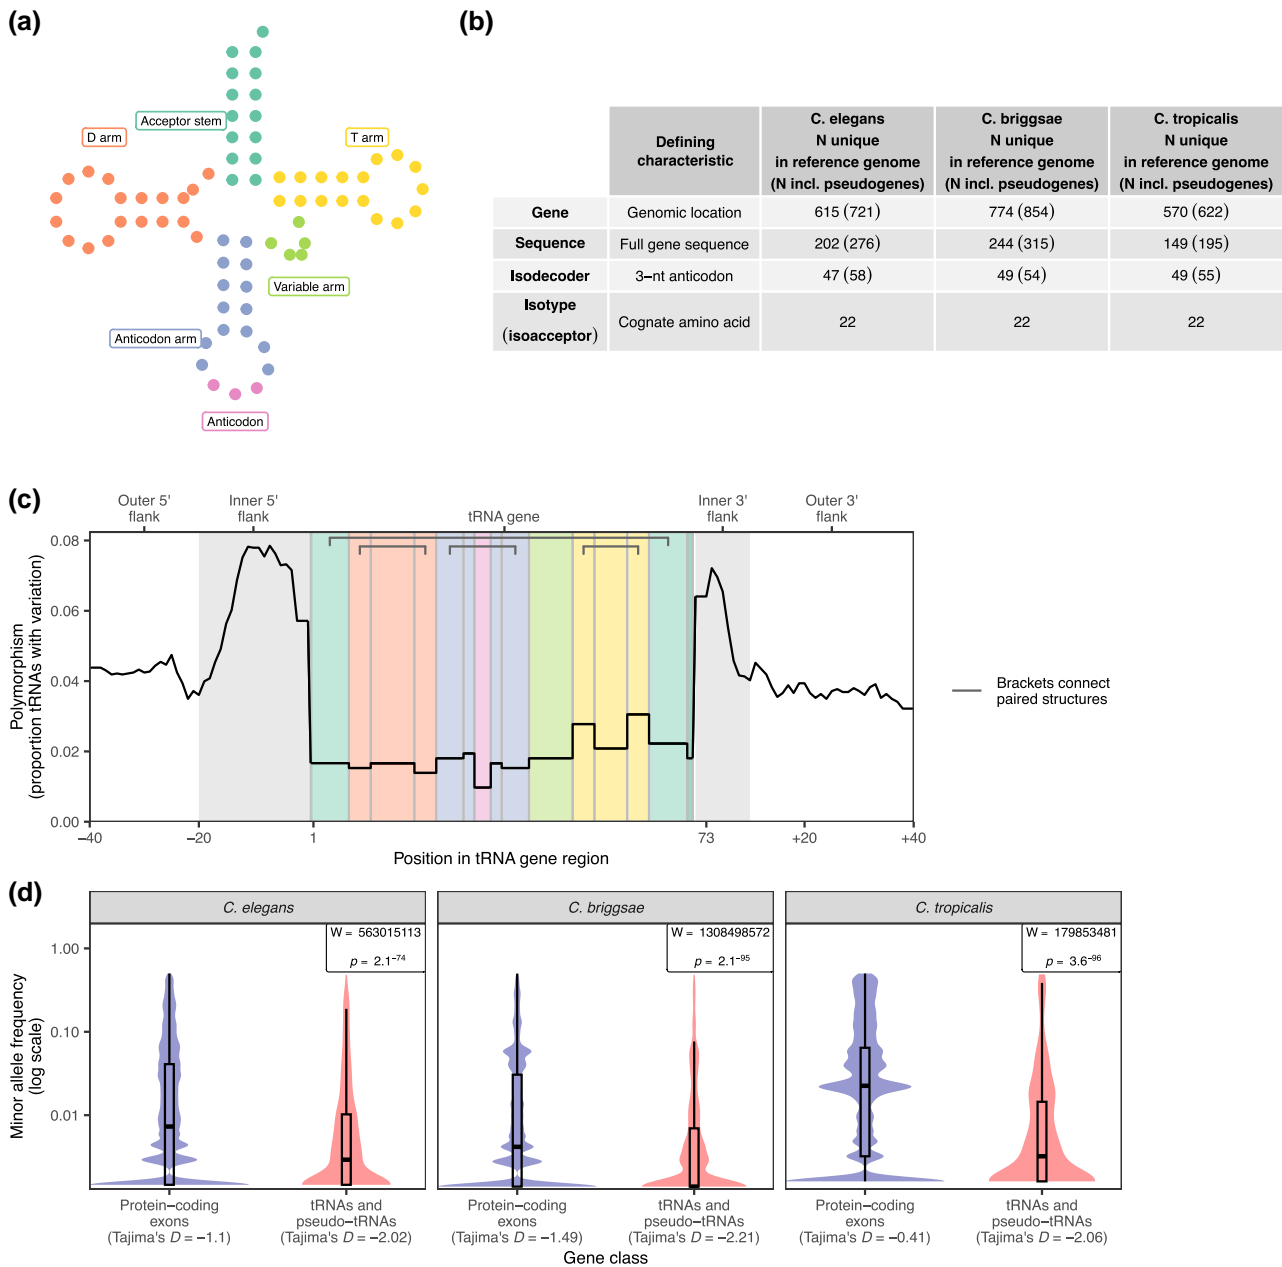 (a)
Acceptor stem
D arm
T arm
Variable arm
Anticodon arm
Anticodon
(b)
Defining
characteristic
C. elegans
N unique
in reference genome
(N incl. pseudogenes)
C. briggsae
N unique
in reference genome
(N incl. pseudogenes)
C. tropicalis
N unique
in reference genome
(N incl. pseudogenes)
Gene Genomic location 615 (721) 774 (854) 570 (622)
Sequence Full gene sequence 202 (276) 244 (315) 149 (195)
Isodecoder 3−nt anticodon 47 (58) 49 (54) 49 (55)
Isotype
(isoacceptor)
Cognate amino acid 22 22 22
(c)
Outer 5'
flank
Inner 5'
flank
tRNA gene
Inner 3'
flank
Outer 3'
flank
Polymorphism
(proportion tRNAs with variation)
0.08
0.06
0.04
0.02
0.00
−40 −20 1 73 +20 +40
Position in tRNA gene region
Brackets connect
paired structures
(d)
C. elegans
C. briggsae
C. tropicalis
W = 563015113
p = 2.1−74
W = 1308498572
p = 2.1−95
W = 179853481
p = 3.6−96
Minor allele frequency
(log scale)
1.00
0.10
0.01
Protein−coding
exons
(Tajima's D = −1.1)
tRNAs and
pseudo−tRNAs
(Tajima's D = −2.02)
Protein−coding
exons
(Tajima's D = −1.49)
tRNAs and
pseudo−tRNAs
(Tajima's D = −2.21)
Protein−coding
exons
(Tajima's D = −0.41)
tRNAs and
pseudo−tRNAs
(Tajima's D = −2.06)
Gene class